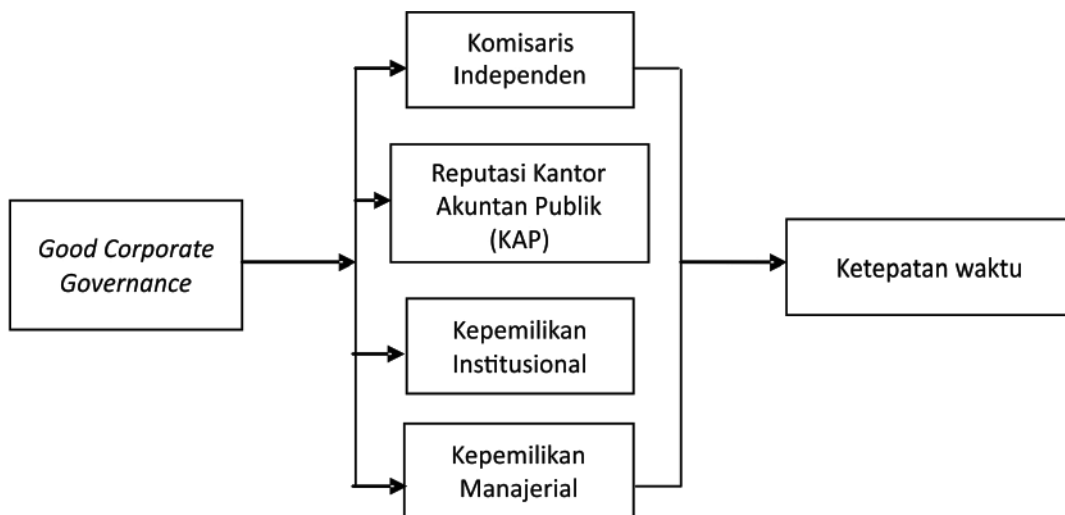 Komisaris
Independen
Reputasi Kantor
Akuntan Publik
(KAP)
Good Corporate
Governance
Ketepatan waktu
Kepemilikan
Institusional
Kepemilikan
Manajerial